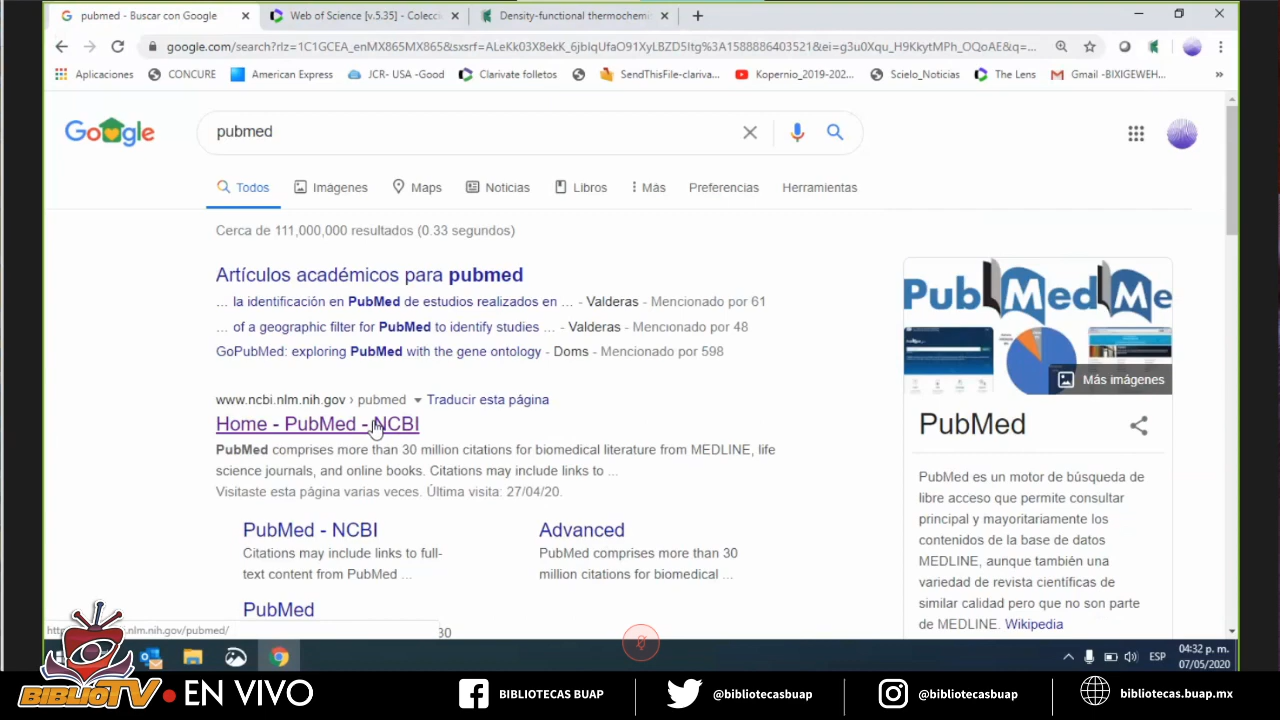 pubmed - Buscar con Google
Web of Science [v.5.35] - Colecc
Density-functional thermochemi
google.com/search?rlz=1C1GCEA_enMX865MX865&sxsrf=ALeKk03X8ekK_6jbIqUfaO91XyLBZD5Itg%3A1588886403521&ei=g3u0Xqu_H9KkytMPh_OQoAE&q=...
Aplicaciones
CONCURE
American Express
JCR- USA -Good
Clarivate folletos
SendThisFile-clariva...
Kopernio_2019-202...
Scielo_Noticias
The Lens
Gmail -BIXIGEWEH...
»
Google
pubmed
Todos
Imágenes
Maps
Noticias
Libros
Más
Preferencias
Herramientas
Cerca de 111,000,000 resultados (0.33 segundos)
Artículos académicos para pubmed
... la identificación en PubMed de estudios realizados en ... - Valderas - Mencionado por 61
... of a geographic filter for PubMed to identify studies ... - Valderas - Mencionado por 48
GoPubMed: exploring PubMed with the gene ontology - Doms - Mencionado por 598
www.ncbi.nlm.nih.gov › pubmed
Traducir esta página
Home - PubMed - NCBI
PubMed comprises more than 30 million citations for biomedical literature from MEDLINE, life
science journals, and online books. Citations may include links to ...
Visitaste esta página varias veces. Última visita: 27/04/20.
PubMed - NCBI
Citations may include links to full-
text content from PubMed ...
Advanced
PubMed comprises more than 30
million citations for biomedical ...
PubMed
30
PubMed Me
Más imágenes
PubMed
PubMed es un motor de búsqueda de
libre acceso que permite consultar
principal y mayoritariamente los
contenidos de la base de datos
MEDLINE, aunque también una
variedad de revista científicas de
similar calidad pero que no son parte
de MEDLINE. Wikipedia
.nlm.nih.gov/pubmed/
ESP
04:32 p. m.
07/05/2020
BIBLIOTV
EN VIVO
BIBLIOTECAS BUAP
@bibliotecasbuap
@bibliotecasbuap
bibliotecas.buap.mx